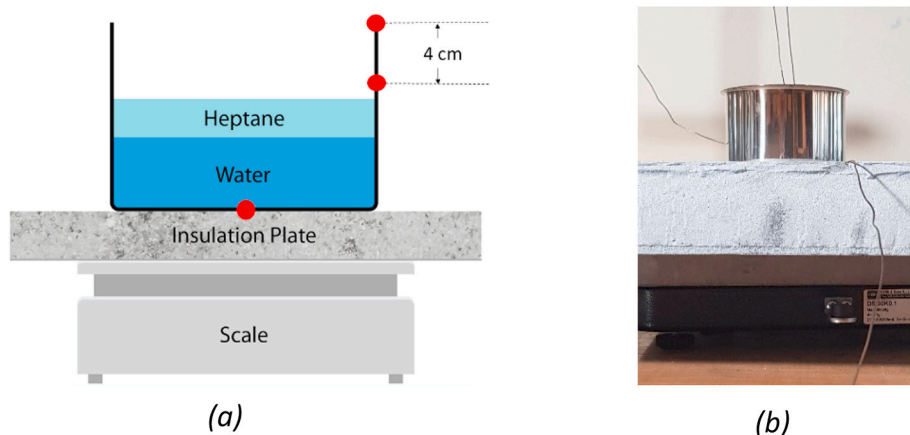 4 cm
Heptane
Water
Insulation Plate
Scale
(a)
(b)